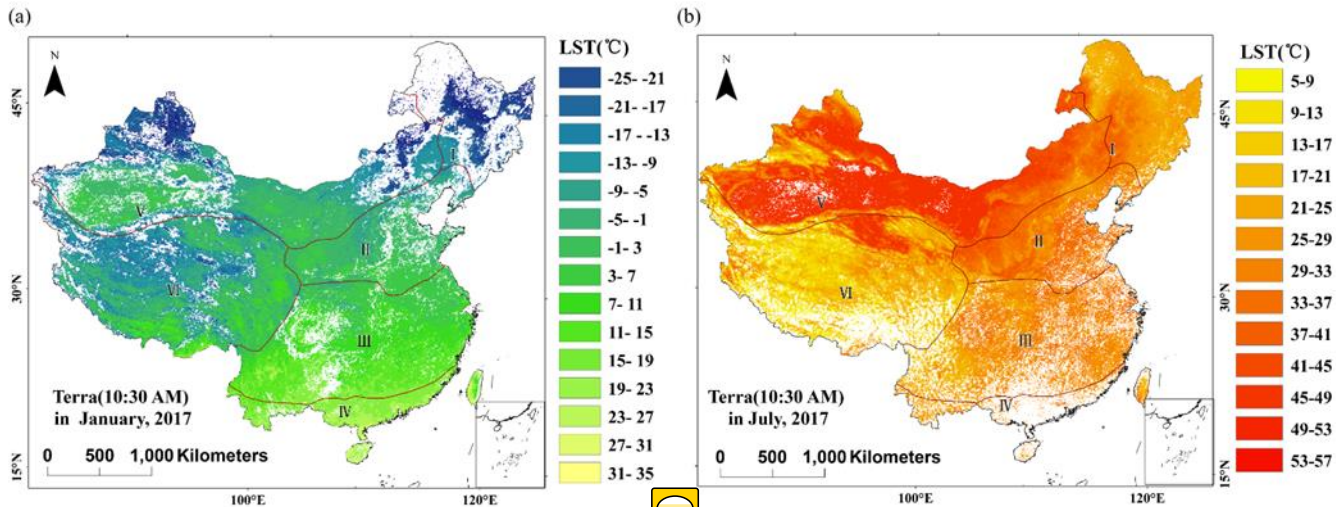 (a)
N
45°N
30°N
15°N
I
II
III
IV
V
VI
Terra(10:30 AM)
in January, 2017
0 500 1,000 Kilometers
100°E
120°E
LST(℃)
-25- -21
-21 -17
-17 --13
-13 -9
-9 -5
-5 -1
-1- 3
3- 7
7- 11
11- 15
15- 19
19- 23
23- 27
27- 31
31- 35
(b)
N
I
II
III
IV
V
VI
Terra(10:30 AM)
in July, 2017
0 500 1,000 Kilometers
100°E
120°E
45°N
30°N
15°N
LST(℃)
5-9
9-13
13-17
17-21
21-25
25-29
29-33
33-37
37-41
41-45
45-49
49-53
53-57